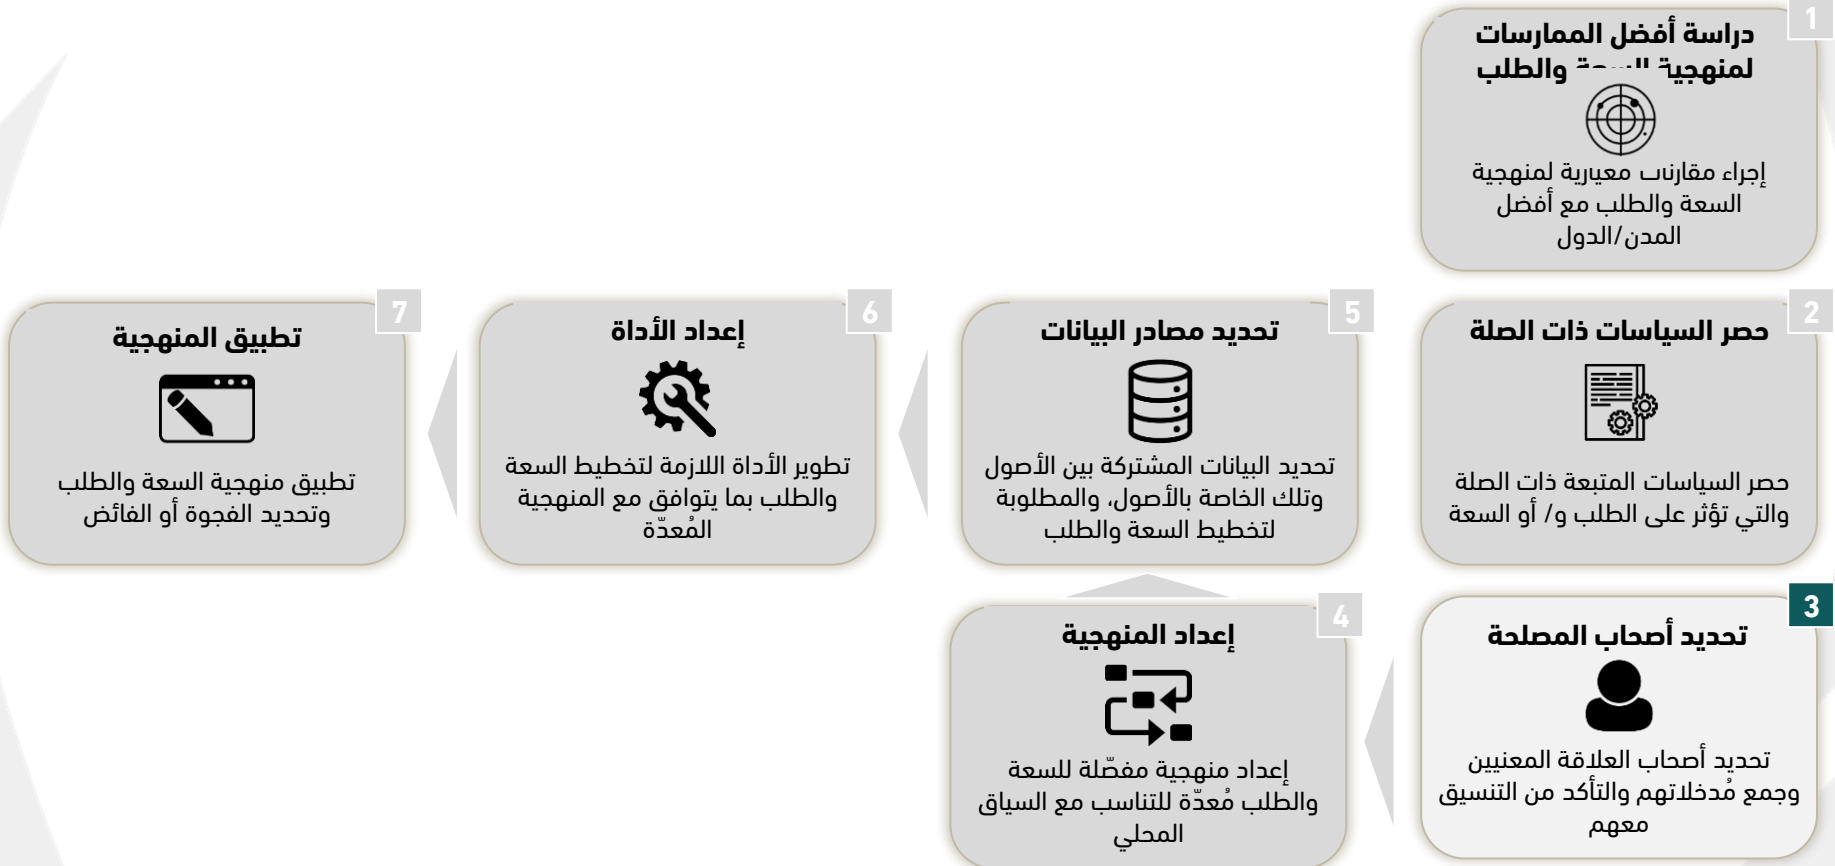 1
دراسة أفضل الممارسات
لمنهجية السعة والطلب
إجراء مقارنات معيارية لمنهجية
السعة والطلب مع أفضل
المدن/الدول
2
حصر السياسات ذات الصلة
حصر السياسات المتبعة ذات الصلة
والتي تؤثر على الطلب و/ أو السعة
3
تحديد أصحاب المصلحة
تحديد أصحاب العلاقة المعنيين
وجمع مُدخلاتهم والتأكد من التنسيق
معهم
4
إعداد المنهجية
إعداد منهجية مفصّلة للسعة
والطلب مُعدّة للتناسب مع السياق
المحلي
5
تحديد مصادر البيانات
تحديد البيانات المشتركة بين الأصول
وتلك الخاصة بالأصول، والمطلوبة
لتخطيط السعة والطلب
6
إعداد الأداة
تطوير الأداة اللازمة لتخطيط السعة
والطلب بما يتوافق مع المنهجية
المُعدّة
7
تطبيق المنهجية
تطبيق منهجية السعة والطلب
وتحديد الفجوة أو الفائض